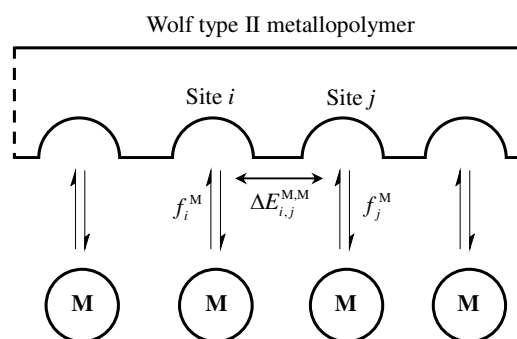 Wolf type II metallopolymer
Site i Site j
f_i^M ΔE_{i,j}^{M,M} f_j^M
M M M M